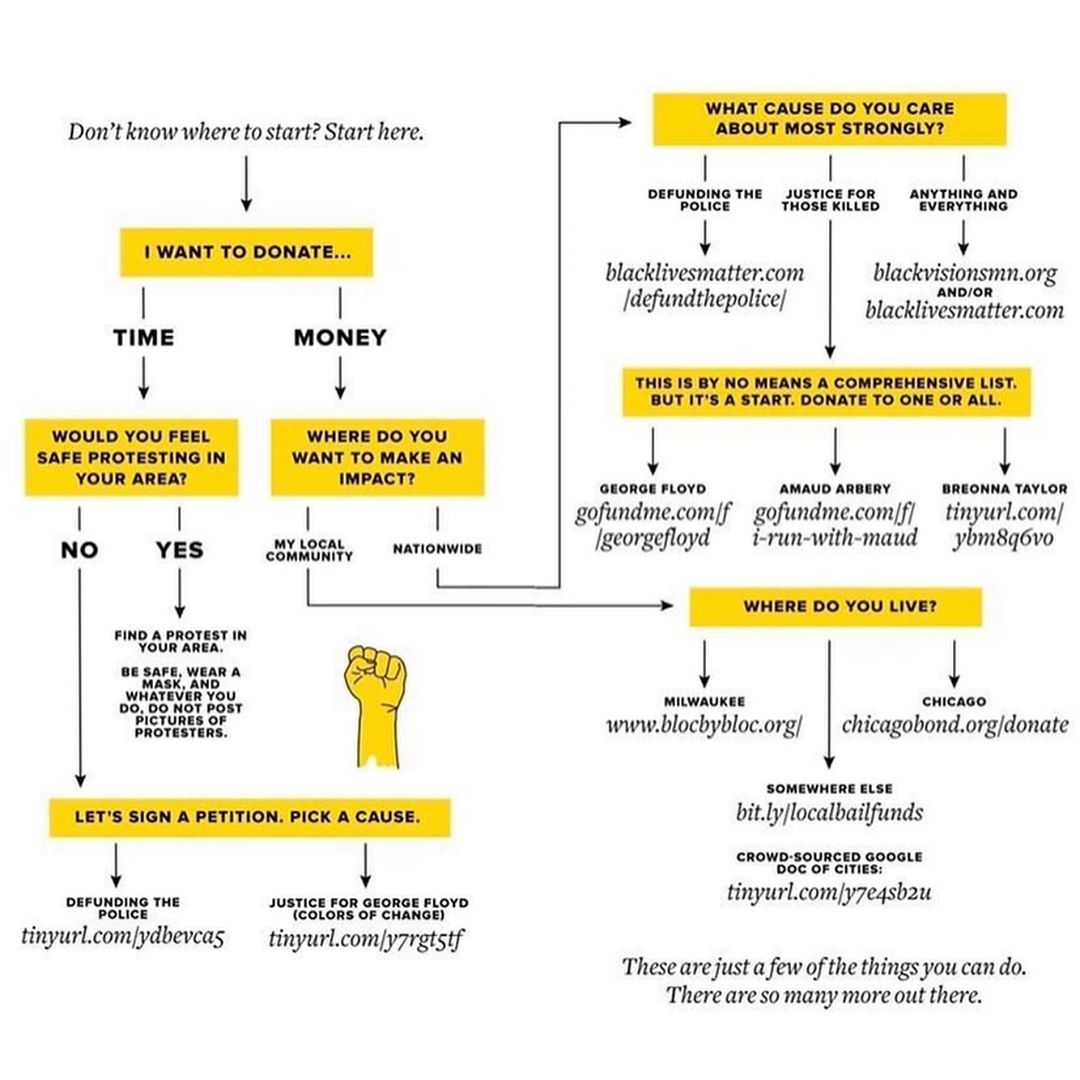 Don't know where to start? Start here.
I WANT TO DONATE...
TIME
MONEY
WOULD YOU FEEL
SAFE PROTESTING IN
YOUR AREA?
WHERE DO YOU
WANT TO MAKE AN
IMPACT?
NO
YES
MY LOCAL
COMMUNITY
NATIONWIDE
FIND A PROTEST IN
YOUR AREA.
BE SAFE, WEAR A
MASK, AND
WHATEVER YOU
DO, DO NOT POST
PICTURES OF
PROTESTERS.
LET'S SIGN A PETITION. PICK A CAUSE.
DEFUNDING THE
POLICE
tinyurl.com/ydbevca5
JUSTICE FOR GEORGE FLOYD
(COLORS OF CHANGE)
tinyurl.com/y7rgt5tf
WHAT CAUSE DO YOU CARE
ABOUT MOST STRONGLY?
DEFUNDING THE
POLICE
blacklivesmatter.com
/defundthepolice/
JUSTICE FOR
THOSE KILLED
ANYTHING AND
EVERYTHING
blackvisionsmn.org
AND/OR
blacklivesmatter.com
THIS IS BY NO MEANS A COMPREHENSIVE LIST.
BUT IT'S A START. DONATE TO ONE OR ALL.
GEORGE FLOYD
gofundme.com/f
/georgefloyd
AMAUD ARBERY
gofundme.com/f/
i-run-with-maud
BREONNA TAYLOR
tinyurl.com/
ybm8q6vo
WHERE DO YOU LIVE?
MILWAUKEE
www.blocbybloc.org/
CHICAGO
chicagobond.org/donate
SOMEWHERE ELSE
bit.ly/localbailfunds
CROWD-SOURCED GOOGLE
DOC OF CITIES:
tinyurl.com/y7e4sb2u
These are just a few of the things you can do.
There are so many more out there.